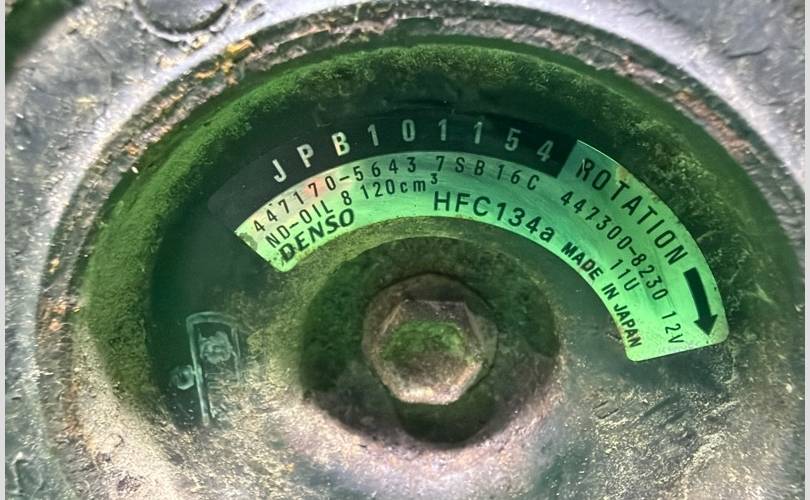 JPB101154
ROTATION
447170-5643 7SB16C 447300-8230 12V
ND-OIL 8 120cm³ 11U
DENSO HFC134a MADE IN JAPAN